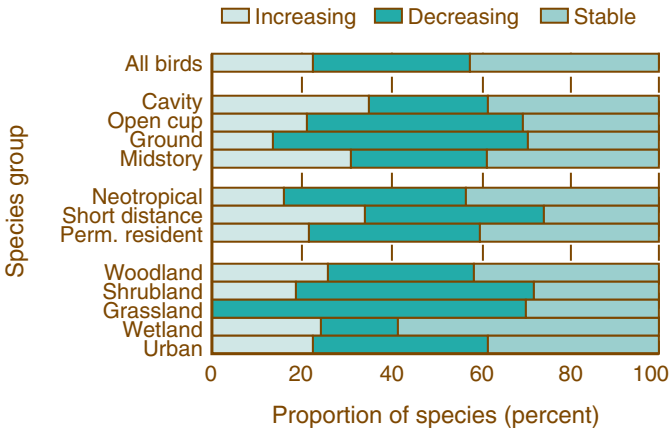 Increasing Decreasing Stable
All birds
Cavity
Open cup
Ground
Midstory
Neotropical
Short distance
Perm. resident
Woodland
Shrubland
Grassland
Wetland
Urban
Species group
0 20 40 60 80 100
Proportion of species (percent)